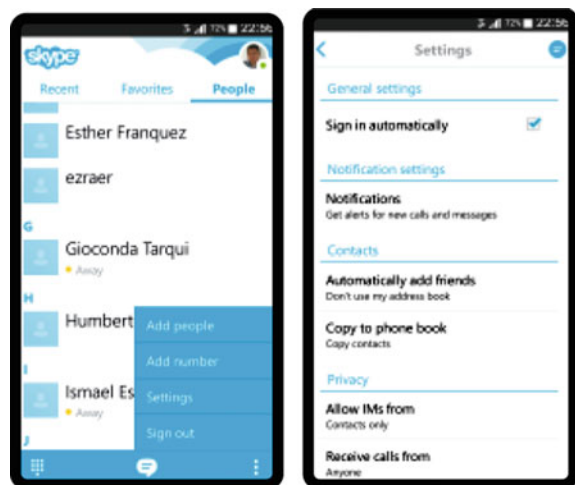 72% 22:56
skype
Recent Favorites People
Esther Franquez
ezraer
G
Gioconda Tarqui
Away
H
Humbert
I
Ismael Es
Away
J
Add people
Add number
Settings
Sign out
72% 22:56
Settings
General settings
Sign in automatically
Notification settings
Notifications
Get alerts for new calls and messages
Contacts
Automatically add friends
Don't use my address book
Copy to phone book
Copy contacts
Privacy
Allow IMs from
Contacts only
Receive calls from
Anyone